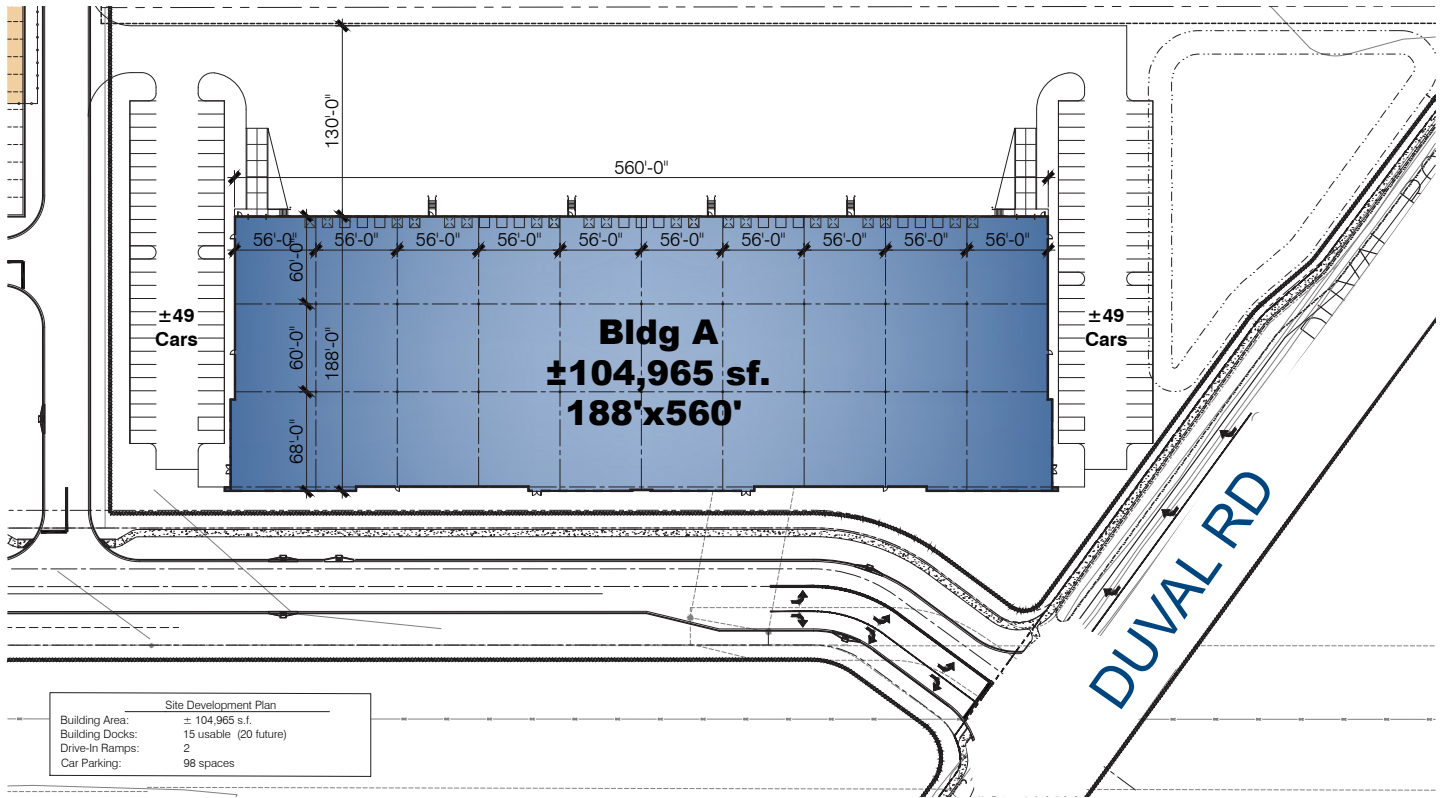 130'-0"
560'-0"
56'-0" 56'-0" 56'-0" 56'-0" 56'-0" 56'-0" 56'-0" 56'-0" 56'-0" 56'-0"
60'-0"
60'-0"
188'-0"
68'-0"
±49
Cars
Bldg A
±104,965 sf.
188'x560'
±49
Cars
DUVAL RD
DUVAL RD
Site Development Plan
Building Area: ± 104,965 s.f.
Building Docks: 15 usable (20 future)
Drive-In Ramps: 2
Car Parking: 98 spaces